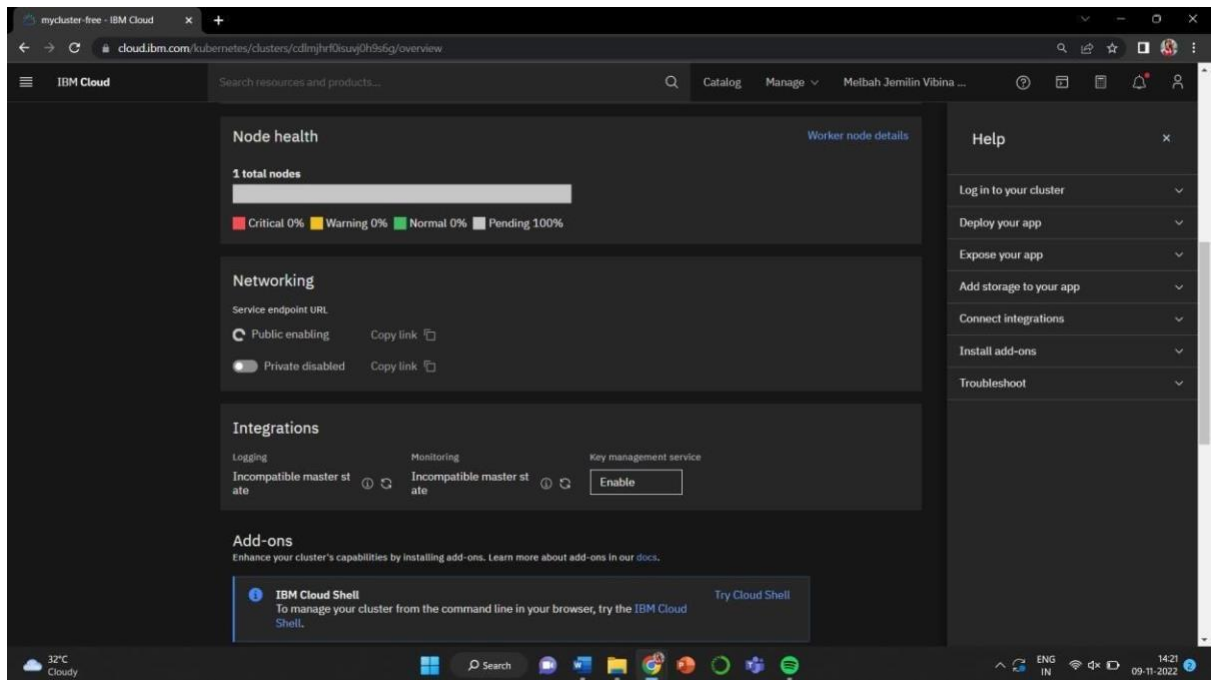 mycluster-free - IBM Cloud
cloud.ibm.com/kubernetes/clusters/cdlmjhrf0isuvj0h9s6g/overview
IBM Cloud
Search resources and products...
Catalog
Manage
Melbah Jemilin Vibina ...
Node health
Worker node details
1 total nodes
Critical 0% Warning 0% Normal 0% Pending 100%
Networking
Service endpoint URL
Public enabling Copy link
Private disabled Copy link
Integrations
Logging
Incompatible master st
ate
Monitoring
Incompatible master st
ate
Key management service
Enable
Add-ons
Enhance your cluster's capabilities by installing add-ons. Learn more about add-ons in our docs.
IBM Cloud Shell
To manage your cluster from the command line in your browser, try the IBM Cloud
Shell.
Try Cloud Shell
Help
Log in to your cluster
Deploy your app
Expose your app
Add storage to your app
Connect integrations
Install add-ons
Troubleshoot
32°C
Cloudy
Search
ENG
IN
14:21
09-11-2022
2